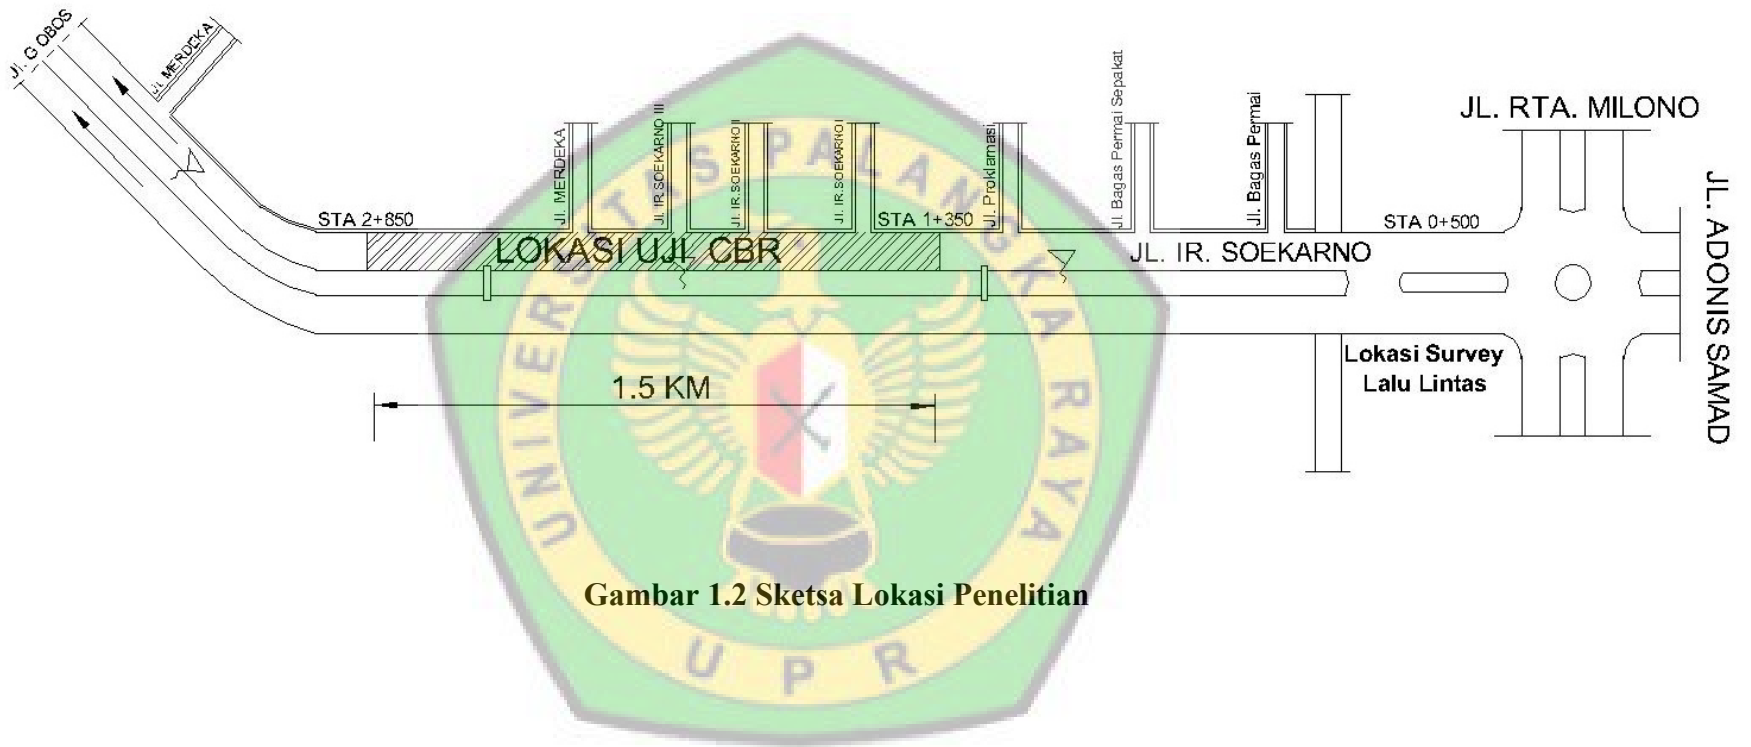 Jl. G OBOS
Jl. MERDEKA
Jl. MERDEKA
Jl. IR.SOEKARNO III
Jl. IR.SOEKARNO II
Jl. IR.SOEKARNO I
Jl. Proklamasi
Jl. Bagas Permai Sepakat
Jl. Bagas Permai
JL. RTA. MILONO
JL. ADONIS SAMAD
STA 2+850
STA 1+350
STA 0+500
LOKASI UJI CBR
JL. IR. SOEKARNO
Lokasi Survey
Lalu Lintas
1.5 KM
UNIVERSITAS PALANGKA RAYA
Gambar 1.2 Sketsa Lokasi Penelitian
UPR